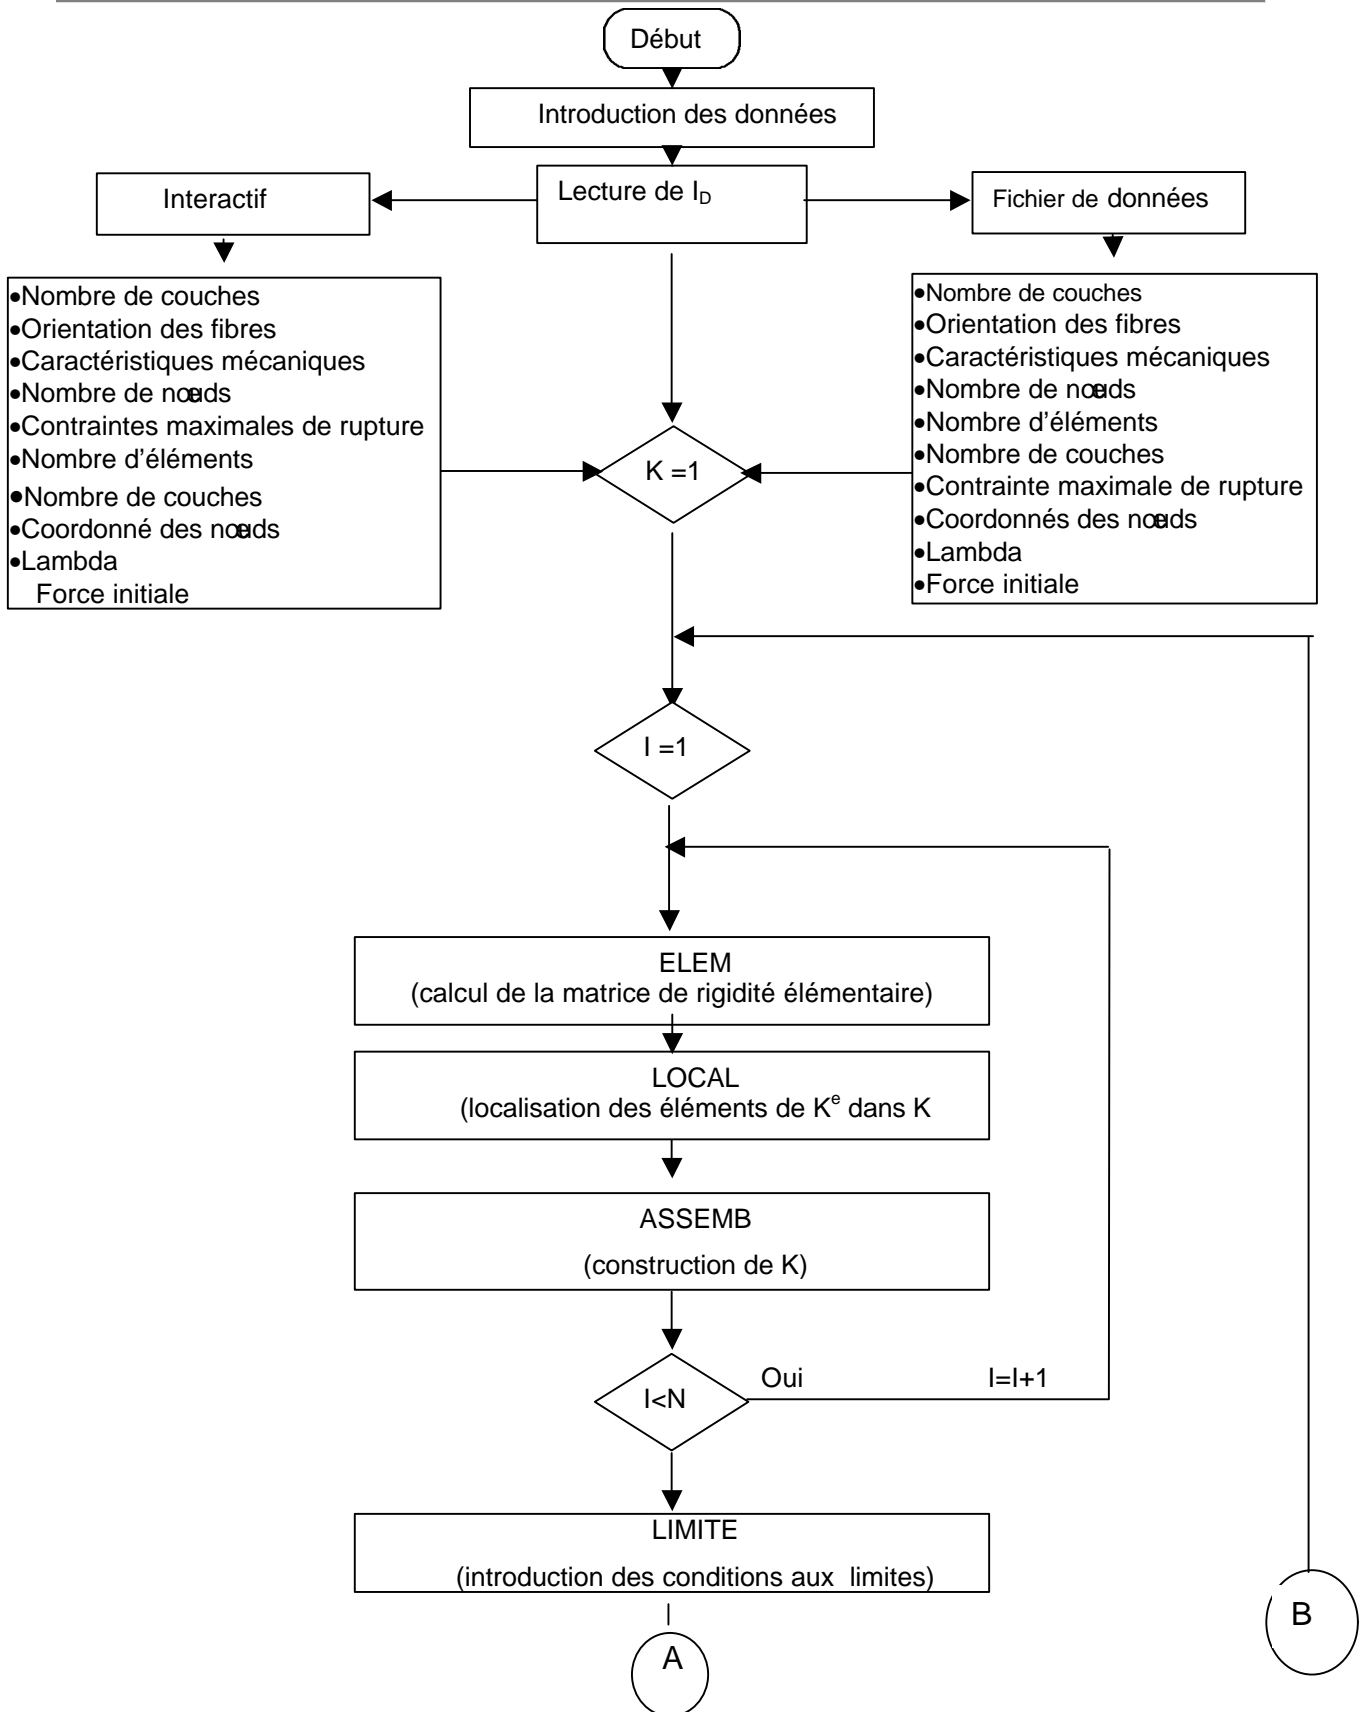 Début
Introduction des données
Interactif
Lecture de I_D
Fichier de données
•Nombre de couches
•Orientation des fibres
•Caractéristiques mécaniques
•Nombre de nœuds
•Contraintes maximales de rupture
•Nombre d'éléments
•Nombre de couches
•Coordonné des nœuds
•Lambda
Force initiale
•Nombre de couches
•Orientation des fibres
•Caractéristiques mécaniques
•Nombre de nœuds
•Nombre d'éléments
•Nombre de couches
•Contrainte maximale de rupture
•Coordonnés des nœuds
•Lambda
•Force initiale
K =1
I =1
ELEM
(calcul de la matrice de rigidité élémentaire)
LOCAL
(localisation des éléments de K^e dans K
ASSEMB
(construction de K)
I<N
Oui
I=I+1
LIMITE
(introduction des conditions aux limites)
A
B